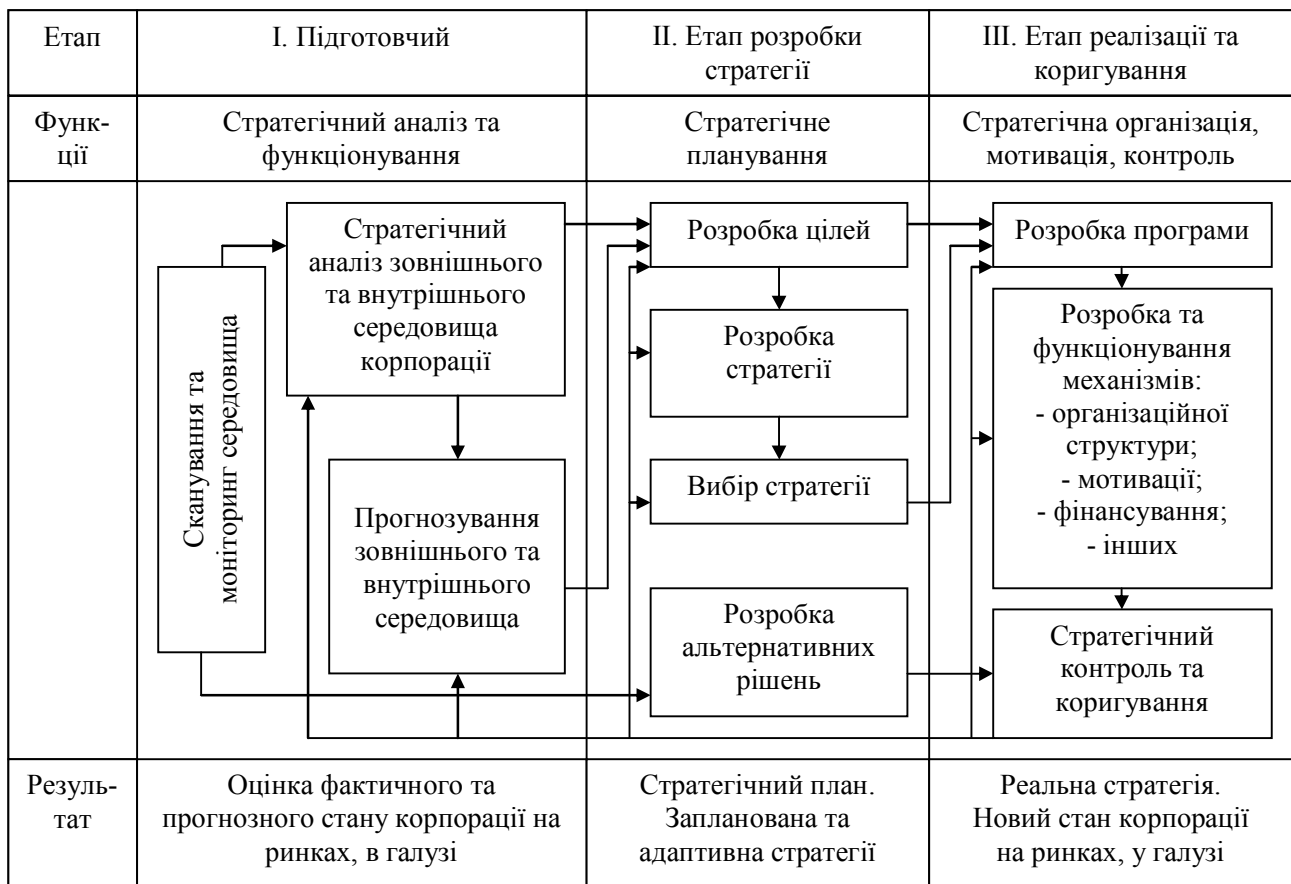 Етап
І. Підготовчий
ІІ. Етап розробки
стратегії
ІІІ. Етап реалізації та
коригування
Функ-
ції
Стратегічний аналіз та
функціонування
Стратегічне
планування
Стратегічна організація,
мотивація, контроль
Сканування та
моніторинг середовища
Стратегічний
аналіз зовнішнього
та внутрішнього
середовища
корпорації
Прогнозування
зовнішнього та
внутрішнього
середовища
Розробка цілей
Розробка
стратегії
Вибір стратегії
Розробка
альтернативних
рішень
Розробка програми
Розробка та
функціонування
механізмів:
- організаційної
структури;
- мотивації;
- фінансування;
- інших
Стратегічний
контроль та
коригування
Резуль-
тат
Оцінка фактичного та
прогнозного стану корпорації на
ринках, в галузі
Стратегічний план.
Запланована та
адаптивна стратегії
Реальна стратегія.
Новий стан корпорації
на ринках, у галузі